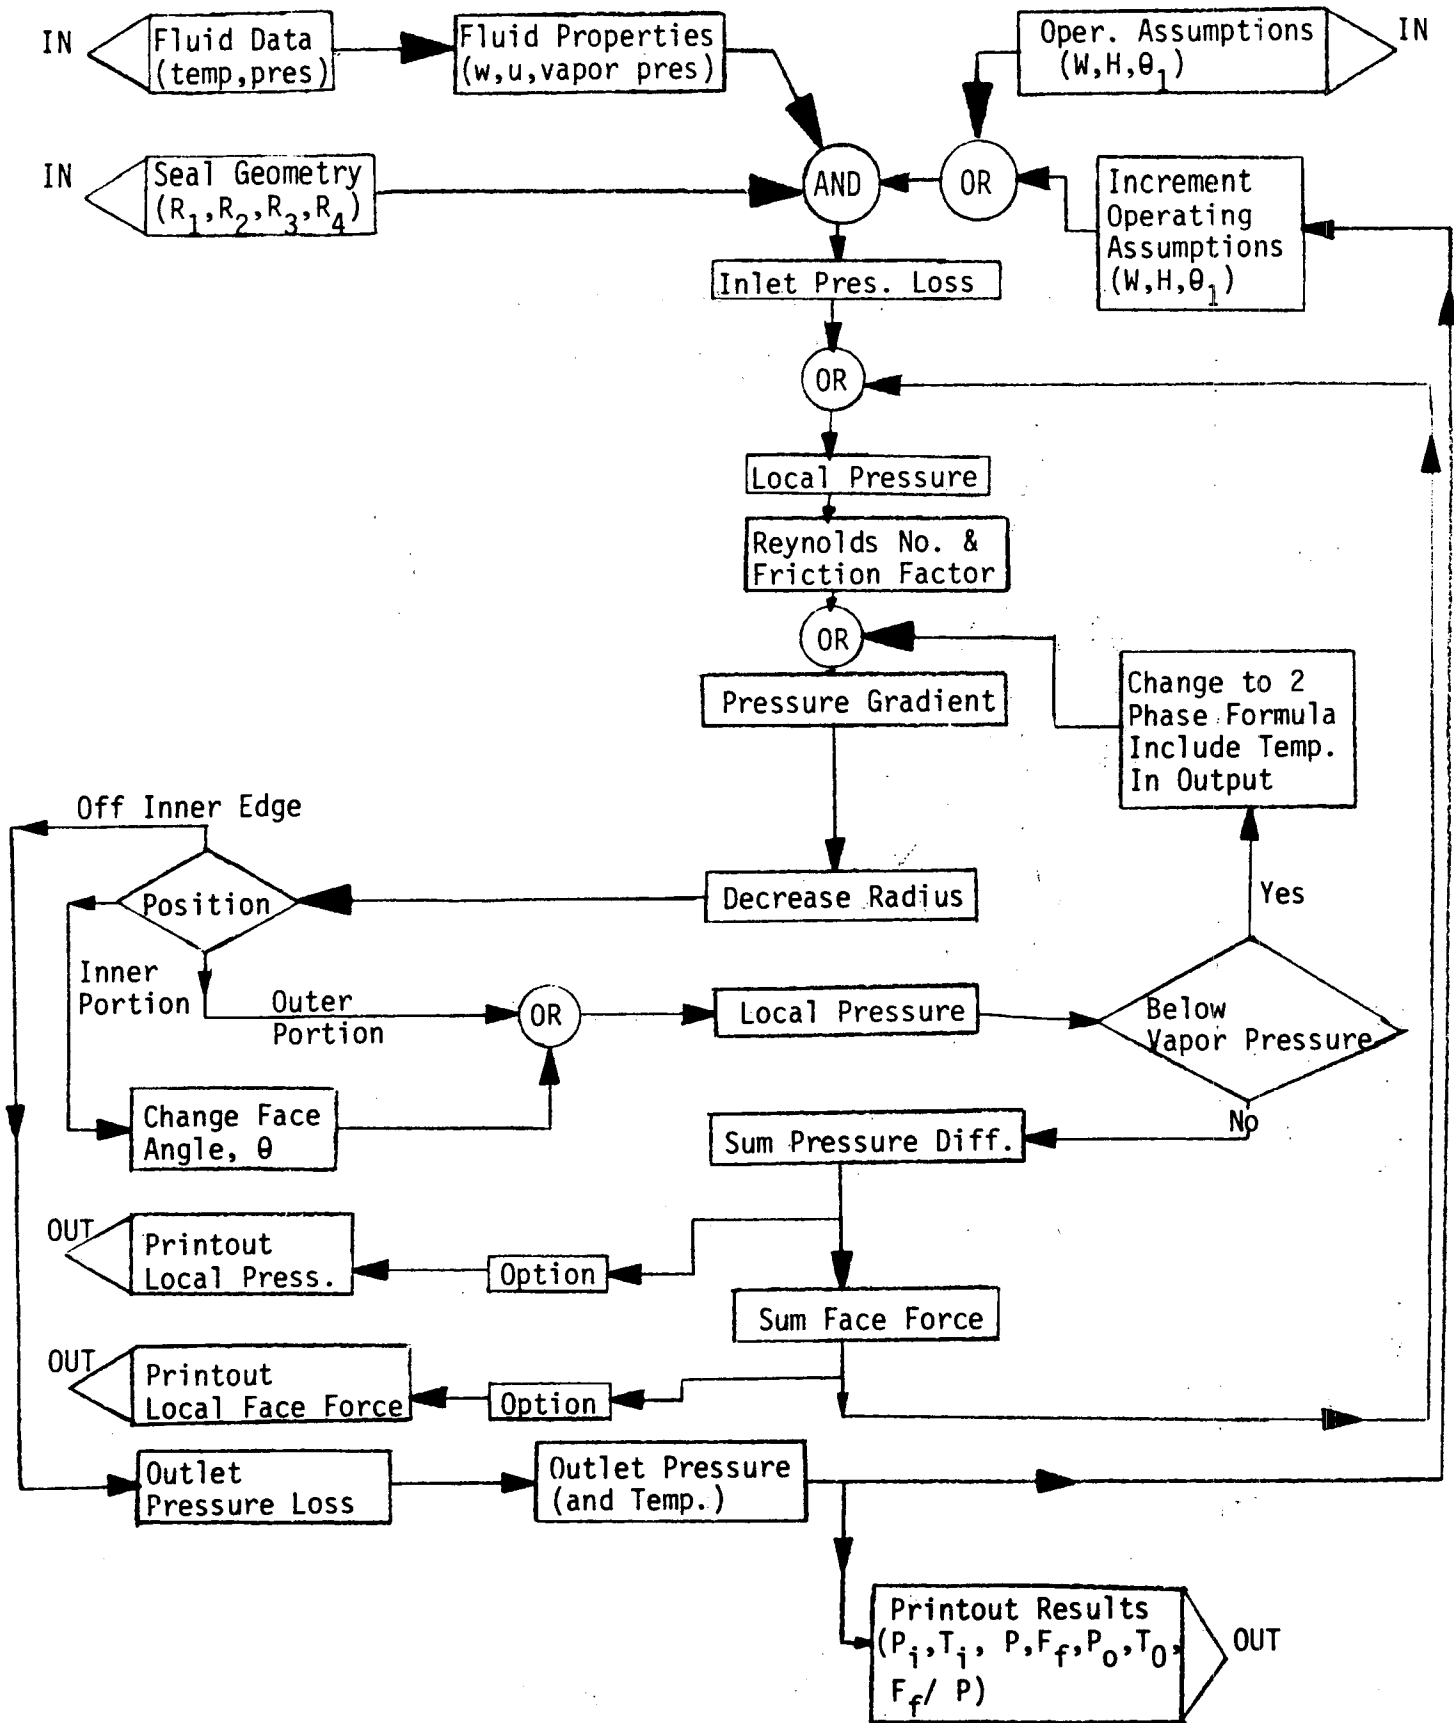 IN
Fluid Data
(temp,pres)
Fluid Properties
(w,u,vapor pres)
Oper. Assumptions
(W,H,θ1)
IN
IN
Seal Geometry
(R1,R2,R3,R4)
AND
OR
Increment
Operating
Assumptions
(W,H,θ1)
Inlet Pres. Loss
OR
Local Pressure
Reynolds No. &
Friction Factor
OR
Pressure Gradient
Change to 2
Phase Formula
Include Temp.
In Output
Off Inner Edge
Position
Decrease Radius
Yes
Inner
Portion
Outer
Portion
OR
Local Pressure
Below
Vapor Pressure
Change Face
Angle, θ
Sum Pressure Diff.
No
OUT
Printout
Local Press.
Option
Sum Face Force
OUT
Printout
Local Face Force
Option
Outlet
Pressure Loss
Outlet Pressure
(and Temp.)
Printout Results
(Pi,Ti, P,Ff,Po,TO,
Ff/ P)
OUT